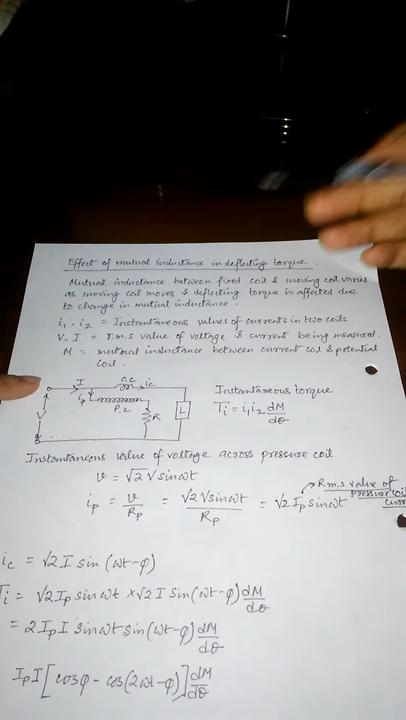 Effect of mutual inductance in deflecting torque.
Mutual inductance between fixed coil & moving coil varies
as moving coil moves & deflecting torque is affected due
to change in mutual inductance.
i₁, i₂ = Instantaneous values of currents in two coils.
V, I = r.m.s value of voltage & current being measured.
M = mutual inductance between current coil & potential
coil.
I C.C ic
ip
P.C
V R L
Instantaneous torque
Ti = i₁i₂ dM/dθ
Instantaneous value of voltage across pressure coil
v = √2 V sinωt
ip = v/Rp = √2 V sinωt / Rp = √2 Ip sinωt
R.m.s value of
pressure coil
ic = √2 I sin (ωt-φ)
Ti = √2 Ip sinωt × √2 I sin(ωt-φ) dM/dθ
= 2 Ip I sinωt sin(ωt-φ) dM/dθ
Ip I [cosφ - cos(2ωt-φ)] dM/dθ